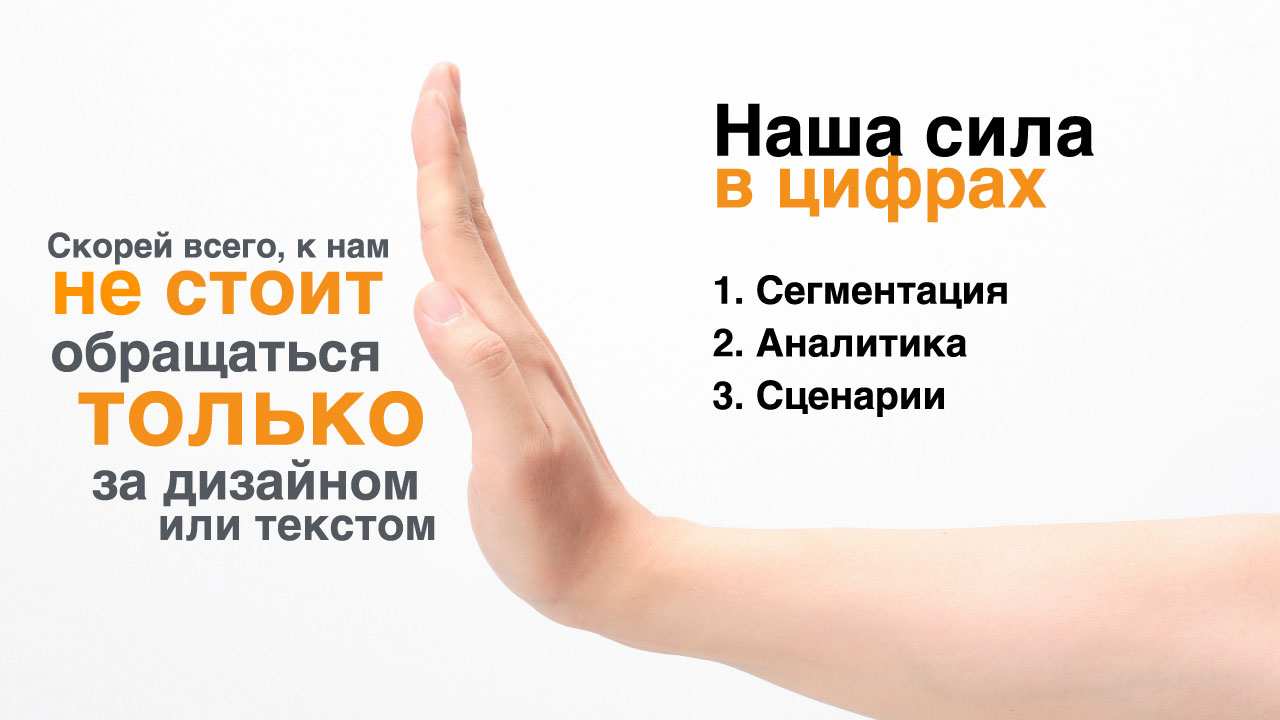 Скорей всего, к нам
не стоит
обращаться
только
за дизайном
или текстом
Наша сила
в цифрах
1. Сегментация
2. Аналитика
3. Сценарии